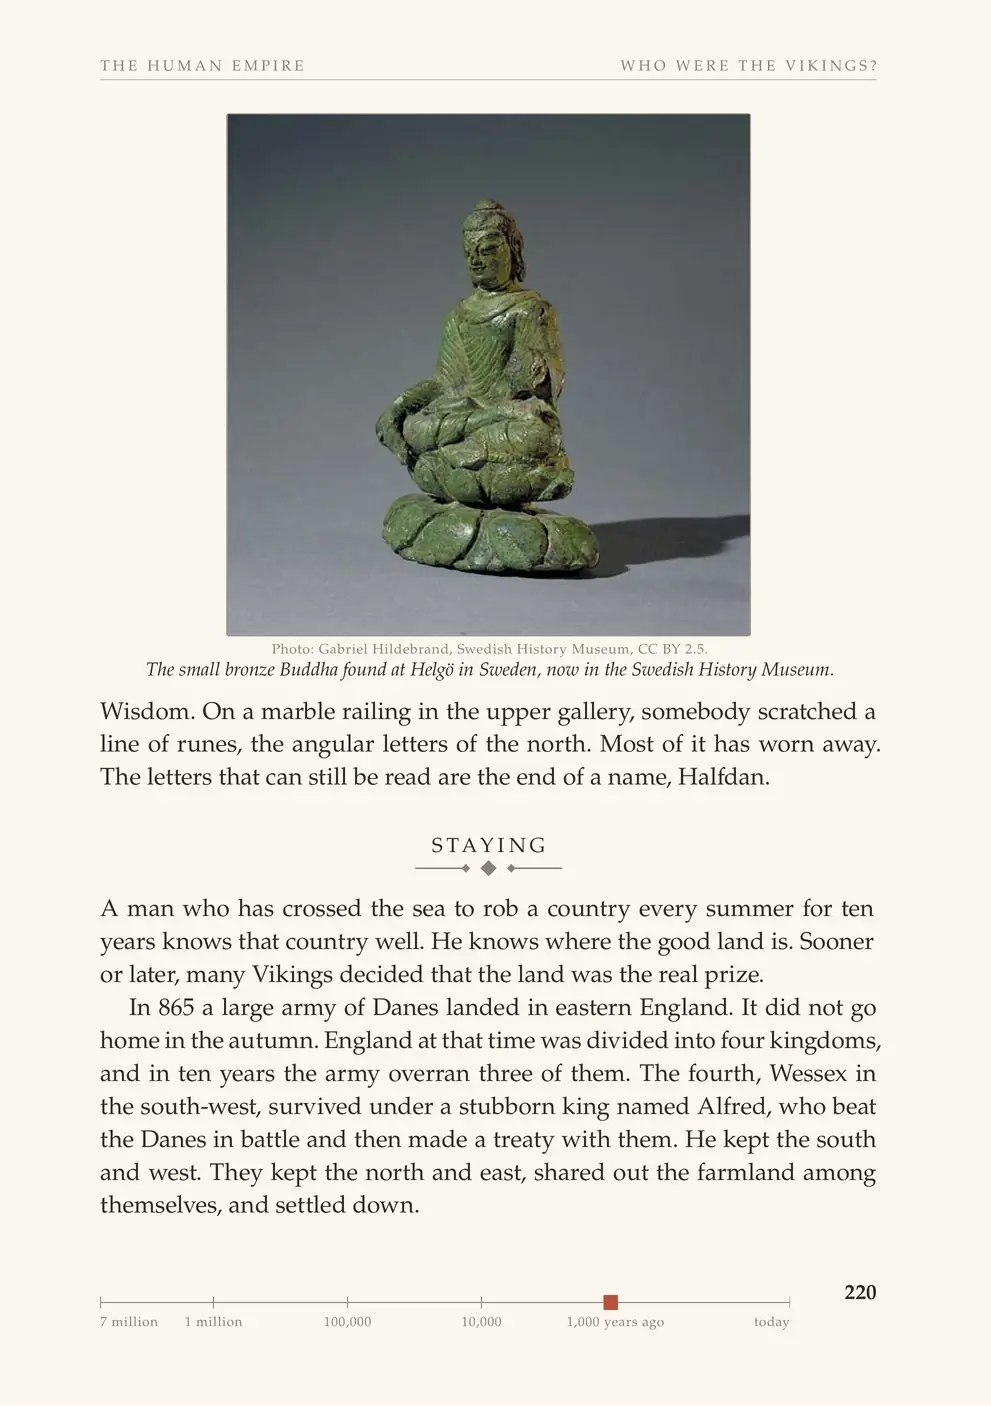 THE HUMAN EMPIRE
WHO WERE THE VIKINGS?
Photo: Gabriel Hildebrand, Swedish History Museum, CC BY 2.5.
The small bronze Buddha found at Helgö in Sweden, now in the Swedish History Museum.
Wisdom. On a marble railing in the upper gallery, somebody scratched a
line of runes, the angular letters of the north. Most of it has worn away.
The letters that can still be read are the end of a name, Halfdan.
STAYING
A man who has crossed the sea to rob a country every summer for ten
years knows that country well. He knows where the good land is. Sooner
or later, many Vikings decided that the land was the real prize.
In 865 a large army of Danes landed in eastern England. It did not go
home in the autumn. England at that time was divided into four kingdoms,
and in ten years the army overran three of them. The fourth, Wessex in
the south-west, survived under a stubborn king named Alfred, who beat
the Danes in battle and then made a treaty with them. He kept the south
and west. They kept the north and east, shared out the farmland among
themselves, and settled down.
220
7 million 1 million 100,000 10,000 1,000 years ago today